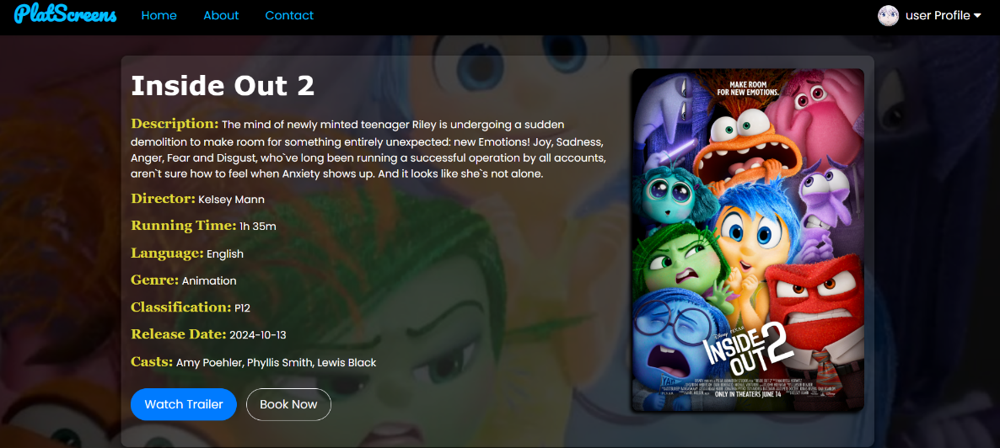 PlatScreens Home About Contact user Profile
Inside Out 2
Description: The mind of newly minted teenager Riley is undergoing a sudden
demolition to make room for something entirely unexpected: new Emotions! Joy, Sadness,
Anger, Fear and Disgust, who`ve long been running a successful operation by all accounts,
aren`t sure how to feel when Anxiety shows up. And it looks like she`s not alone.
Director: Kelsey Mann
Running Time: 1h 35m
Language: English
Genre: Animation
Classification: P12
Release Date: 2024-10-13
Casts: Amy Poehler, Phyllis Smith, Lewis Black
Watch Trailer Book Now
MAKE ROOM
FOR NEW EMOTIONS.
Disney PIXAR
INSIDE
OUT 2
ONLY IN THEATERS JUNE 14